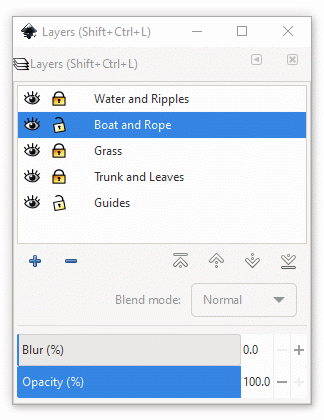 Layers (Shift+Ctrl+L)
Layers (Shift+Ctrl+L)
Water and Ripples
Boat and Rope
Grass
Trunk and Leaves
Guides
Blend mode: Normal
Blur (%) 0.0
Opacity (%) 100.0